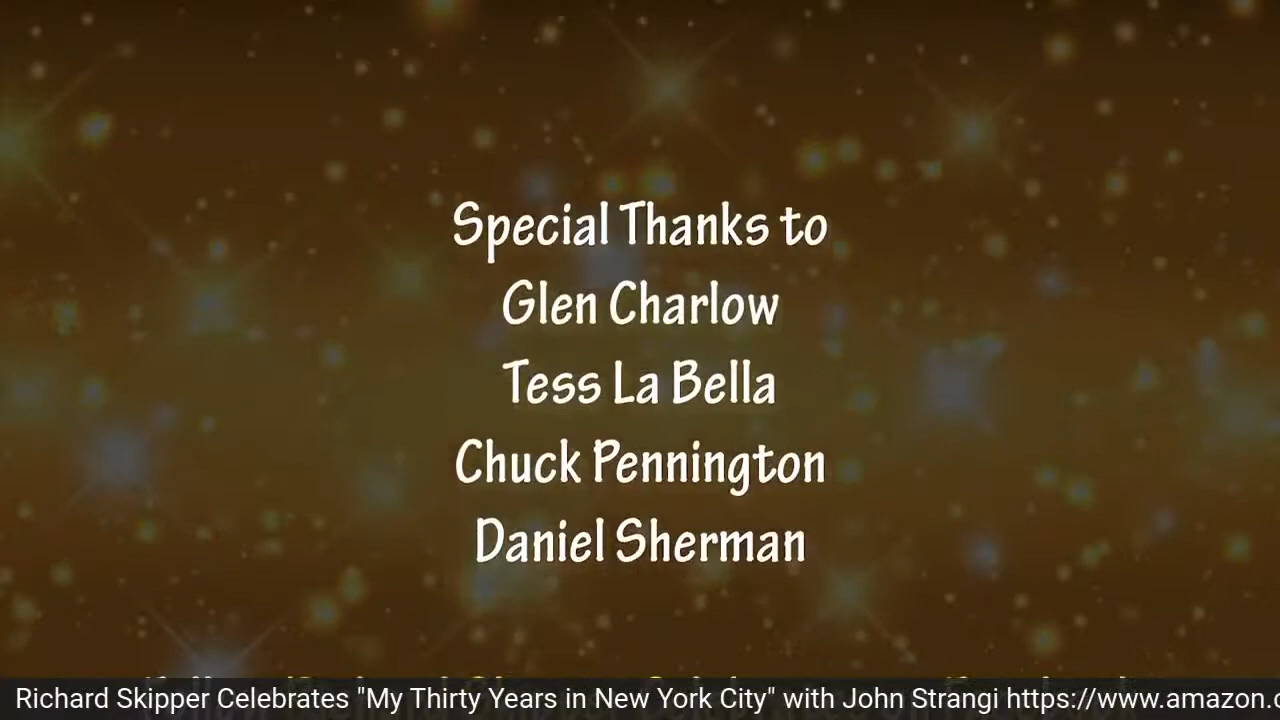 Special Thanks to
Glen Charlow
Tess La Bella
Chuck Pennington
Daniel Sherman
Richard Skipper Celebrates "My Thirty Years in New York City" with John Strangi https://www.amazon.c